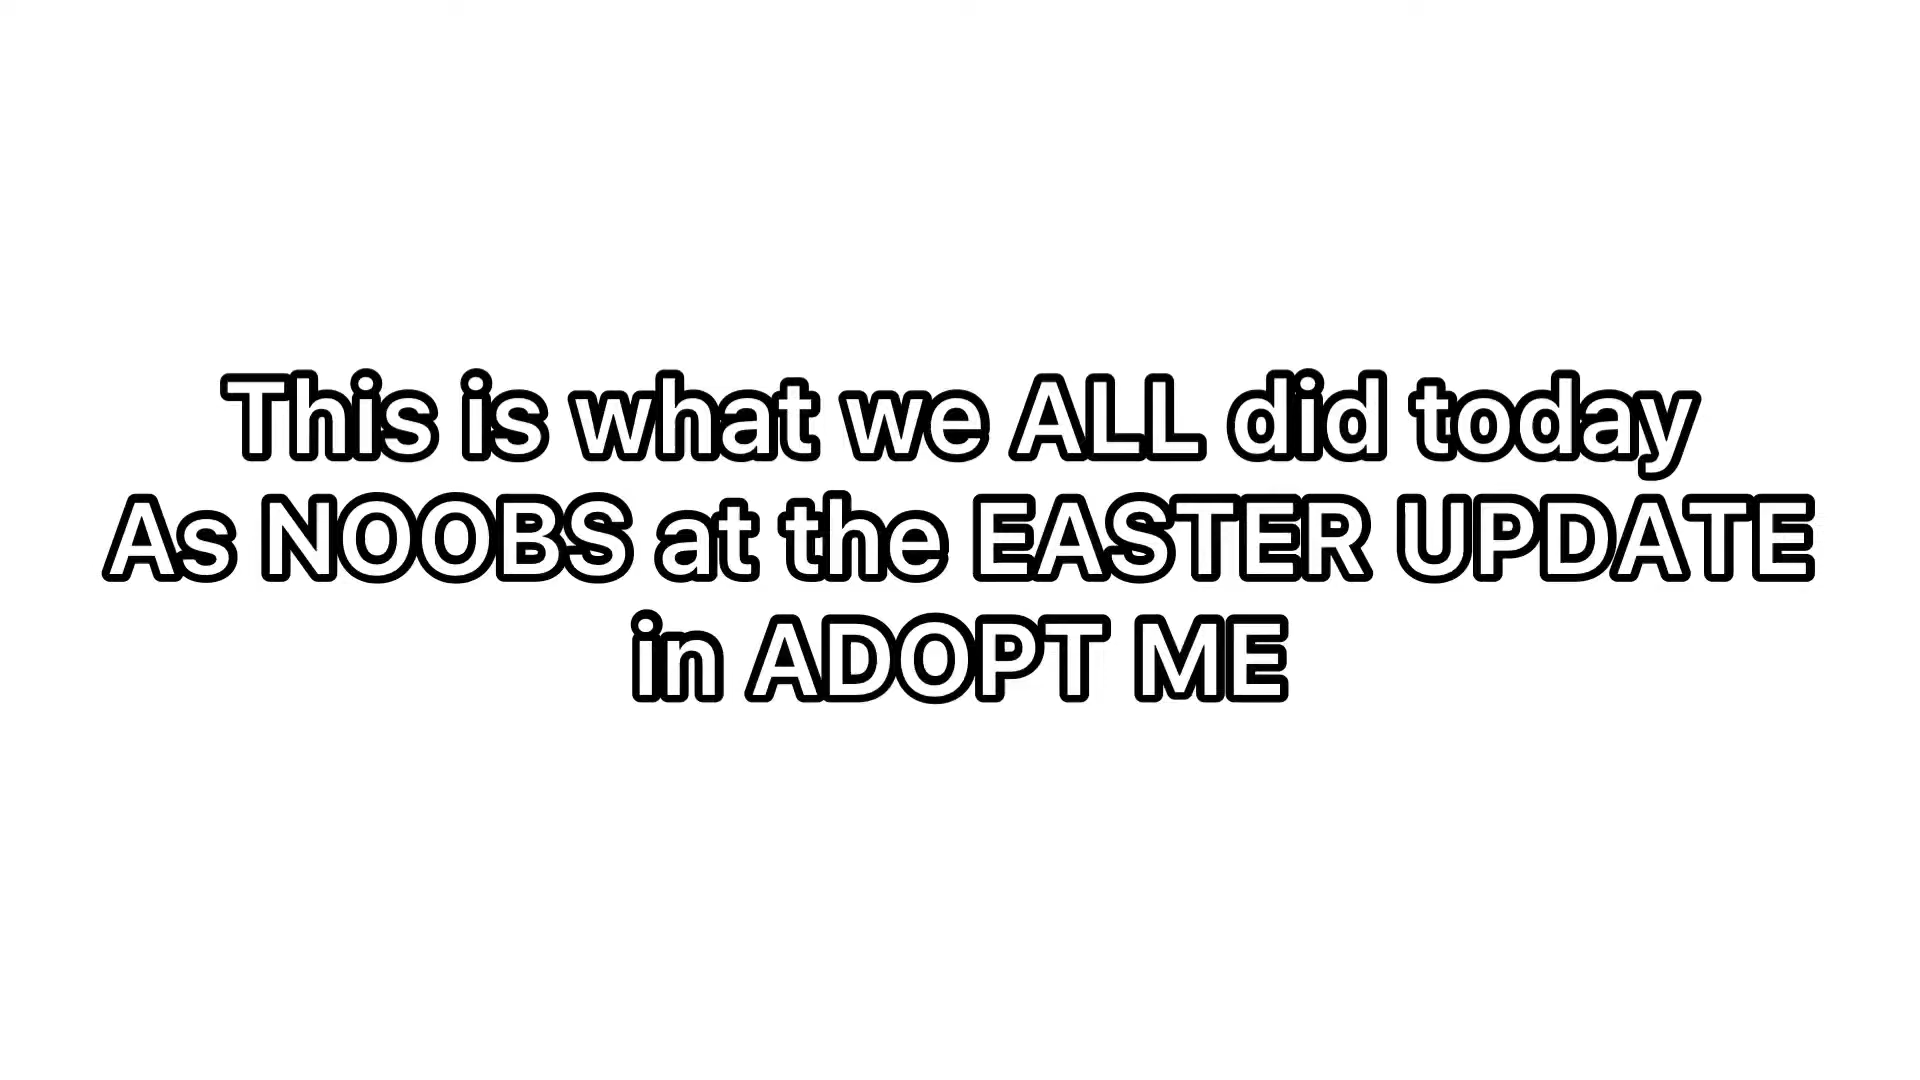 This is what we ALL did today
As NOOBS at the EASTER UPDATE
in ADOPT ME